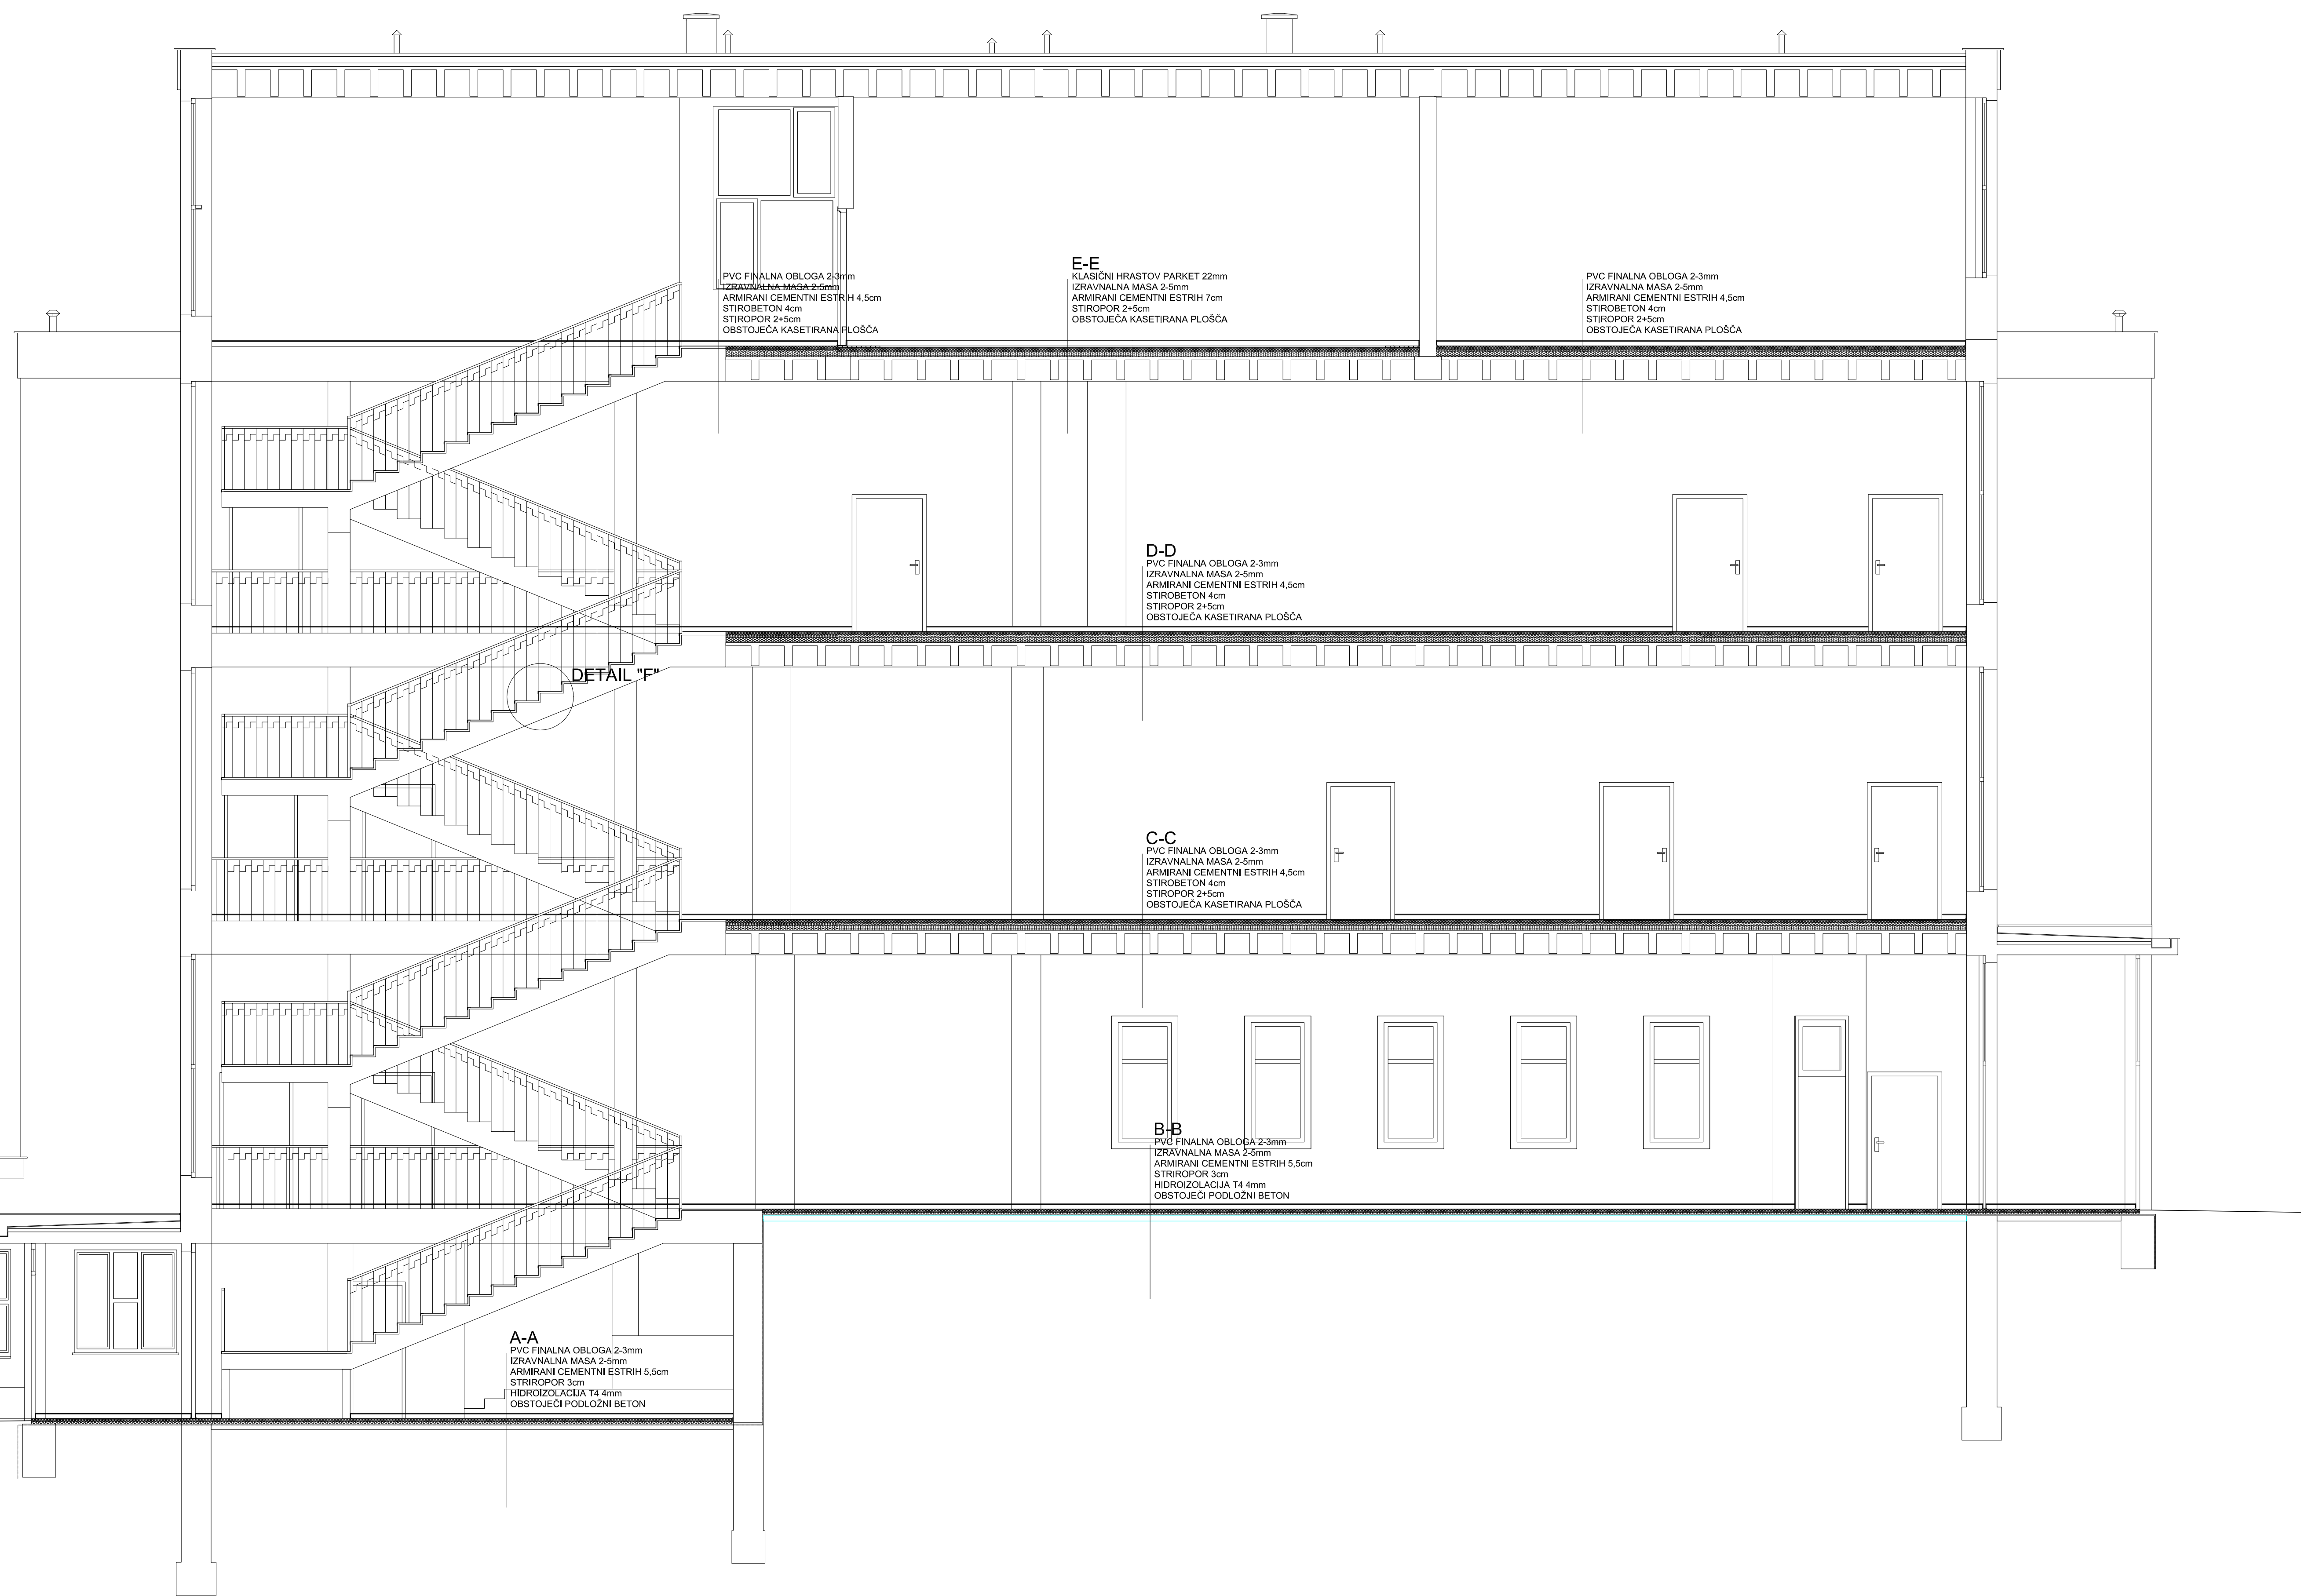 PVC FINALNA OBLOGA 2-3mm
IZRAVNALNA MASA 2-5mm
ARMIRANI CEMENTNI ESTRIH 4,5cm
STIROBETON 4cm
STIROPOR 2+5cm
OBSTOJEČA KASETIRANA PLOŠČA
E-E
KLASIČNI HRASTOV PARKET 22mm
IZRAVNALNA MASA 2-5mm
ARMIRANI CEMENTNI ESTRIH 7cm
STIROPOR 2+5cm
OBSTOJEČA KASETIRANA PLOŠČA
PVC FINALNA OBLOGA 2-3mm
IZRAVNALNA MASA 2-5mm
ARMIRANI CEMENTNI ESTRIH 4,5cm
STIROBETON 4cm
STIROPOR 2+5cm
OBSTOJEČA KASETIRANA PLOŠČA
D-D
PVC FINALNA OBLOGA 2-3mm
IZRAVNALNA MASA 2-5mm
ARMIRANI CEMENTNI ESTRIH 4,5cm
STIROBETON 4cm
STIROPOR 2+5cm
OBSTOJEČA KASETIRANA PLOŠČA
DETAIL "F"
C-C
PVC FINALNA OBLOGA 2-3mm
IZRAVNALNA MASA 2-5mm
ARMIRANI CEMENTNI ESTRIH 4,5cm
STIROBETON 4cm
STIROPOR 2+5cm
OBSTOJEČA KASETIRANA PLOŠČA
B-B
PVC FINALNA OBLOGA 2-3mm
IZRAVNALNA MASA 2-5mm
ARMIRANI CEMENTNI ESTRIH 5,5cm
STRIROPOR 3cm
HIDROIZOLACIJA T4 4mm
OBSTOJEČI PODLOŽNI BETON
A-A
PVC FINALNA OBLOGA 2-3mm
IZRAVNALNA MASA 2-5mm
ARMIRANI CEMENTNI ESTRIH 5,5cm
STRIROPOR 3cm
HIDROIZOLACIJA T4 4mm
OBSTOJEČI PODLOŽNI BETON